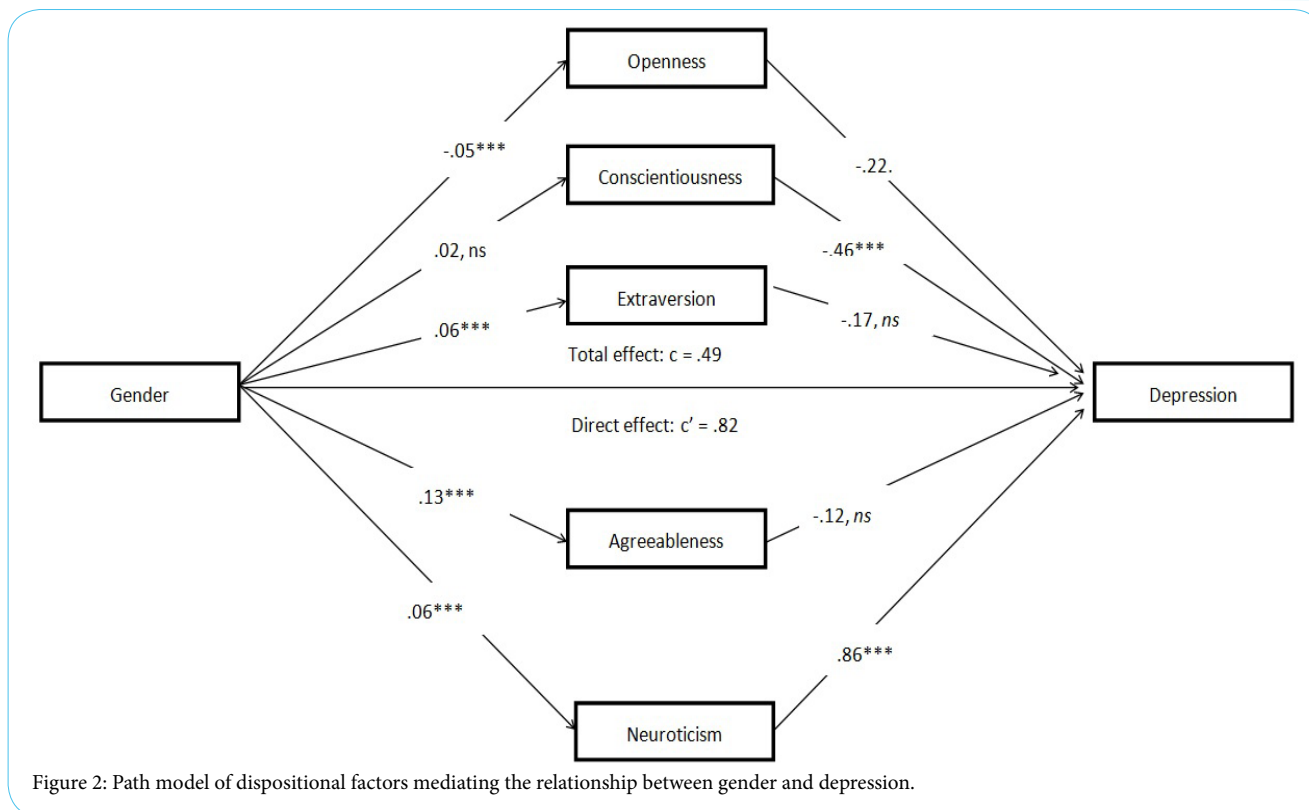 Openness
-.05***
-.22.
Conscientiousness
.02, ns
-.46***
Extraversion
.06***
-.17, ns
Total effect: c = .49
Gender
Depression
Direct effect: c’ = .82
.13***
-.12, ns
Agreeableness
.06***
.86***
Neuroticism
Figure 2: Path model of dispositional factors mediating the relationship between gender and depression.